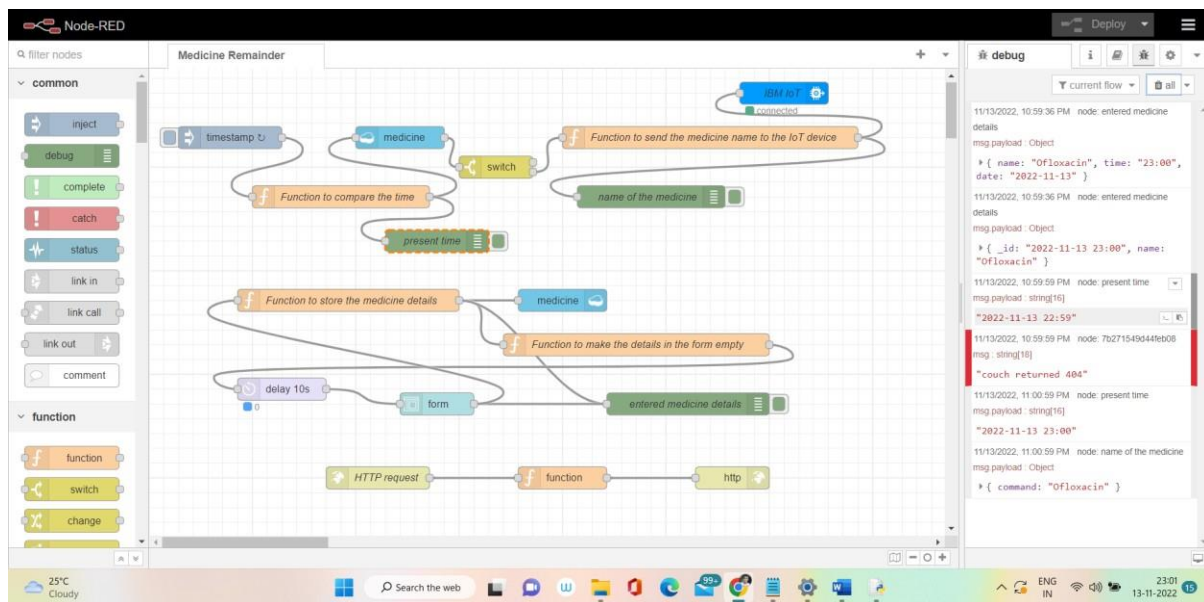 Node-RED
Deploy
filter nodes
Medicine Remainder
debug
i
common
current flow
all
inject
debug
complete
catch
status
link in
link call
link out
comment
function
function
switch
change
timestamp ↻
medicine
switch
Function to send the medicine name to the IoT device
IBM IoT
connected
Function to compare the time
name of the medicine
present time
Function to store the medicine details
medicine
Function to make the details in the form empty
delay 10s
0
form
entered medicine details
HTTP request
function
http
11/13/2022, 10:59:36 PM node: entered medicine
details
msg.payload : Object
{ name: "Ofloxacin", time: "23:00",
date: "2022-11-13" }
11/13/2022, 10:59:36 PM node: entered medicine
details
msg.payload : Object
{ _id: "2022-11-13 23:00", name:
"Ofloxacin" }
11/13/2022, 10:59:59 PM node: present time
msg.payload : string[16]
"2022-11-13 22:59"
11/13/2022, 10:59:59 PM node: 7b271549d44feb08
msg : string[18]
"couch returned 404"
11/13/2022, 11:00:59 PM node: present time
msg.payload : string[16]
"2022-11-13 23:00"
11/13/2022, 11:00:59 PM node: name of the medicine
msg.payload : Object
{ command: "Ofloxacin" }
25°C
Cloudy
Search the web
99+
ENG
IN
23:01
13-11-2022
15